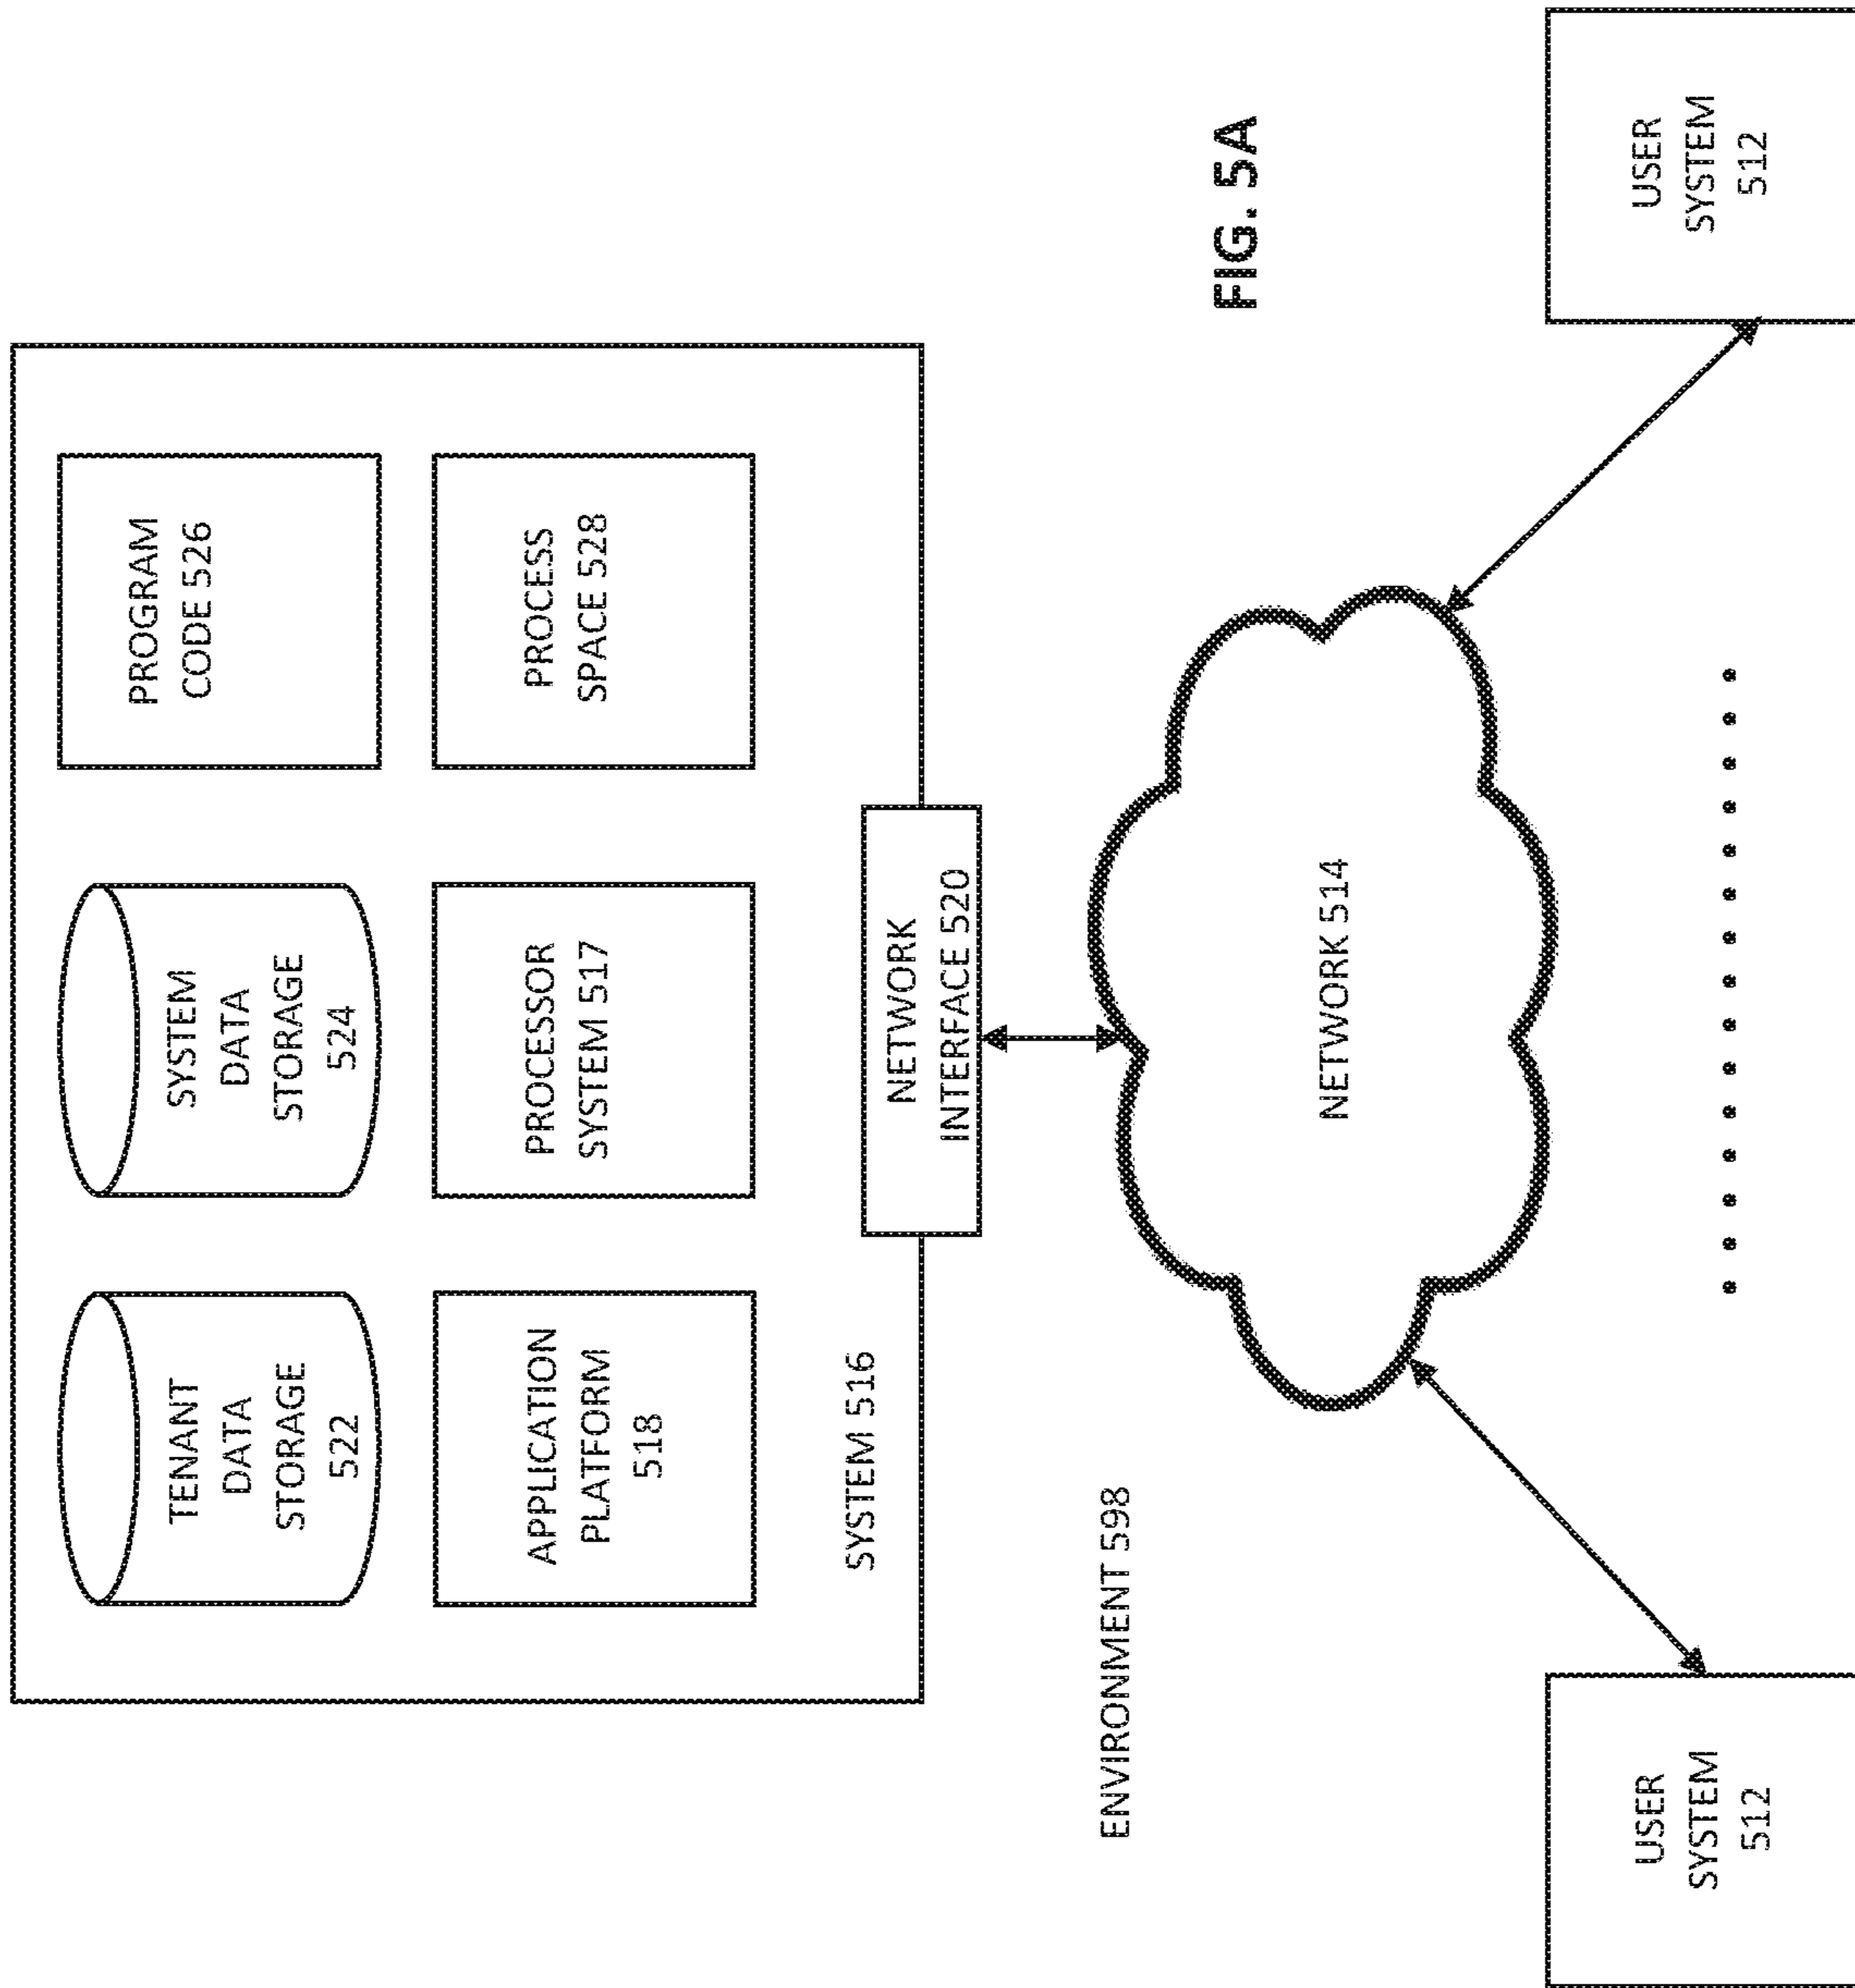 TENANT
DATA
STORAGE
522
SYSTEM
DATA
STORAGE
524
PROGRAM
CODE 526
APPLICATION
PLATFORM
518
PROCESSOR
SYSTEM 517
PROCESS
SPACE 528
SYSTEM 516
NETWORK
INTERFACE 520
ENVIRONMENT 598
NETWORK 514
FIG. 5A
USER
SYSTEM
512
USER
SYSTEM
512